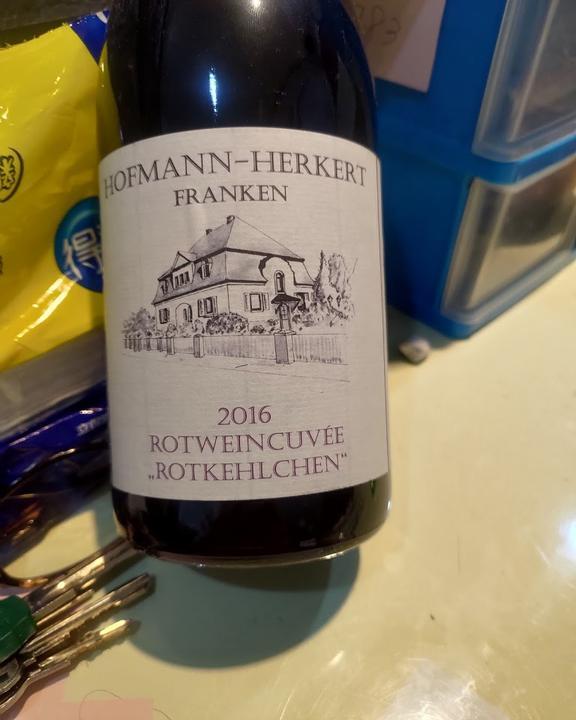 HOFMANN-HERKERT
FRANKEN
2016
ROTWEINCUVÉE
„ROTKEHLCHEN“